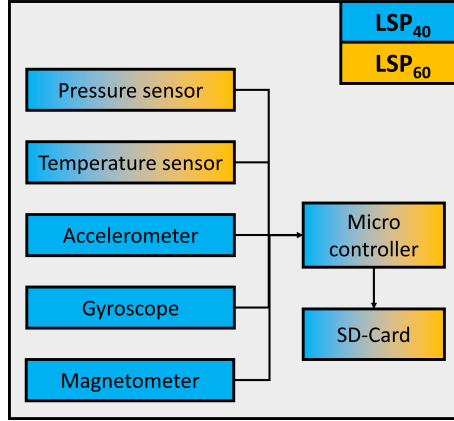 LSP₄₀
LSP₆₀
Pressure sensor
Temperature sensor
Accelerometer
Gyroscope
Magnetometer
Micro
controller
SD-Card